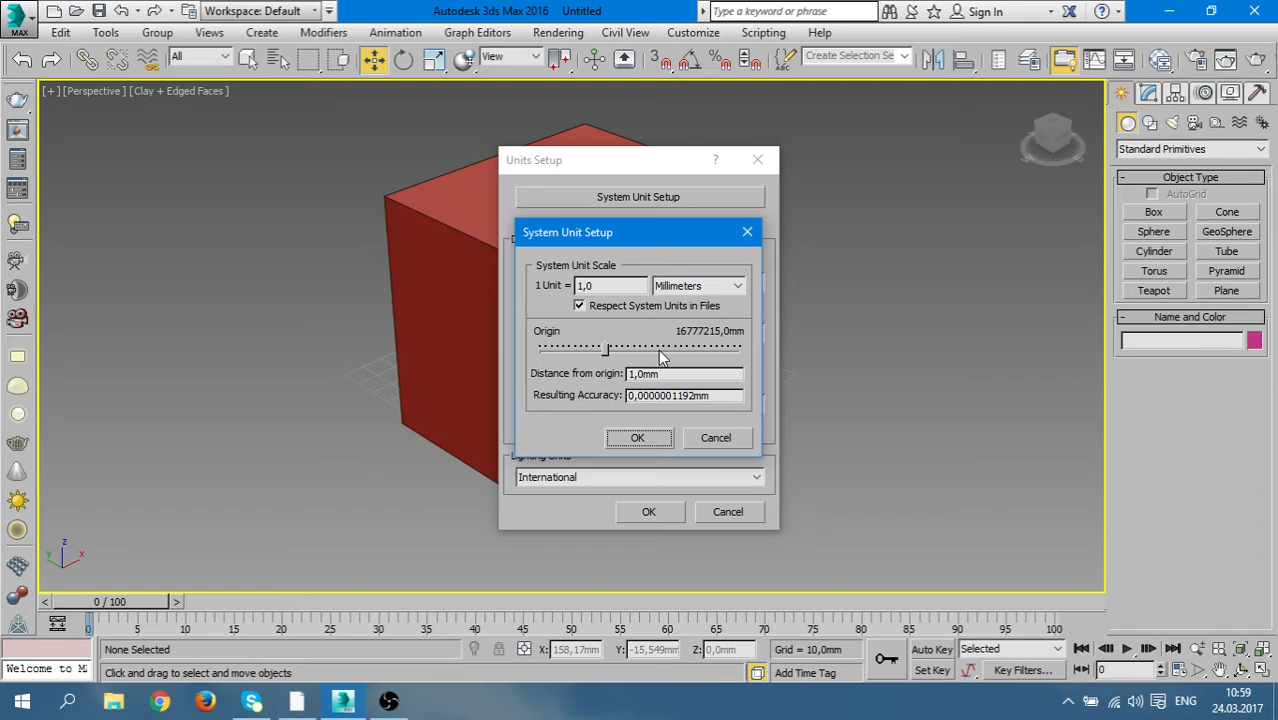 Workspace: Default
Autodesk 3ds Max 2016 Untitled
Type a keyword or phrase
Sign In
MAX
Edit Tools Group Views Create Modifiers Animation Graph Editors Rendering Civil View Customize Scripting Help
All
View
Create Selection Se
[+] [Perspective] [Clay + Edged Faces]
Units Setup
System Unit Setup
System Unit Setup
System Unit Scale
1 Unit = 1,0 Millimeters
Respect System Units in Files
Origin 16777215,0mm
Distance from origin: 1,0mm
Resulting Accuracy: 0,0000001192mm
OK Cancel
International
OK Cancel
Standard Primitives
Object Type
AutoGrid
Box Cone
Sphere GeoSphere
Cylinder Tube
Torus Pyramid
Teapot Plane
Name and Color
z
y x
0 / 100
0 5 10 15 20 25 30 35 40 45 50 55 60 65 70 75 80 85 90 95 100
None Selected X: 158,17mm Y: -15,549mm Z: 0,0mm Grid = 10,0mm Auto Key Selected
Welcome to M Click and drag to select and move objects Add Time Tag Set Key Key Filters... 0
ENG
10:59
24.03.2017